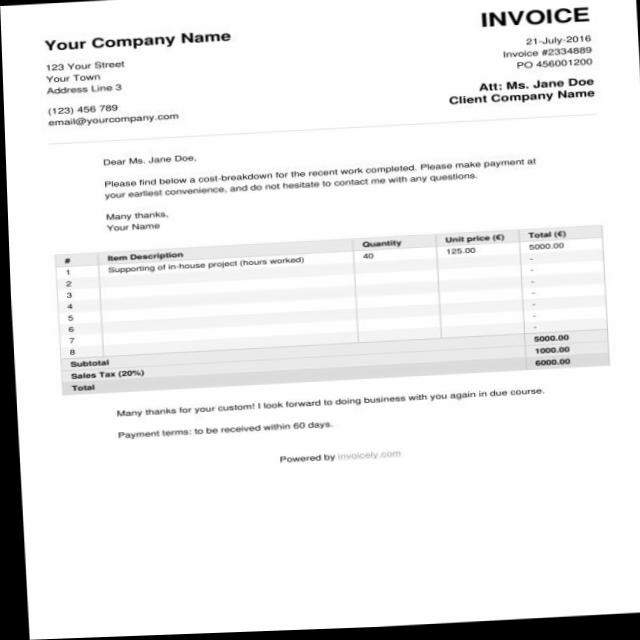 INVOICE
Your Company Name
21-July-2016
123 Your Street
Invoice #2334889
Your Town
PO 456001200
Address Line 3
Att: Ms. Jane Doe
(123) 456 789
Client Company Name
email@yourcompany.com
Dear Ms. Jane Doe,
Please find below a cost-breakdown for the recent work completed. Please make payment at
your earliest convenience, and do not hesitate to contact me with any questions.
Many thanks,
Your Name
# Item Description Quantity Unit price (€) Total (€)
1 Supporting of in-house project (hours worked) 40 125.00 5000.00
2 -
3 -
4 -
5 -
6 -
7 -
8 -
Subtotal 5000.00
Sales Tax (20%) 1000.00
Total 6000.00
Many thanks for your custom! I look forward to doing business with you again in due course.
Payment terms: to be received within 60 days.
Powered by invoicely.com